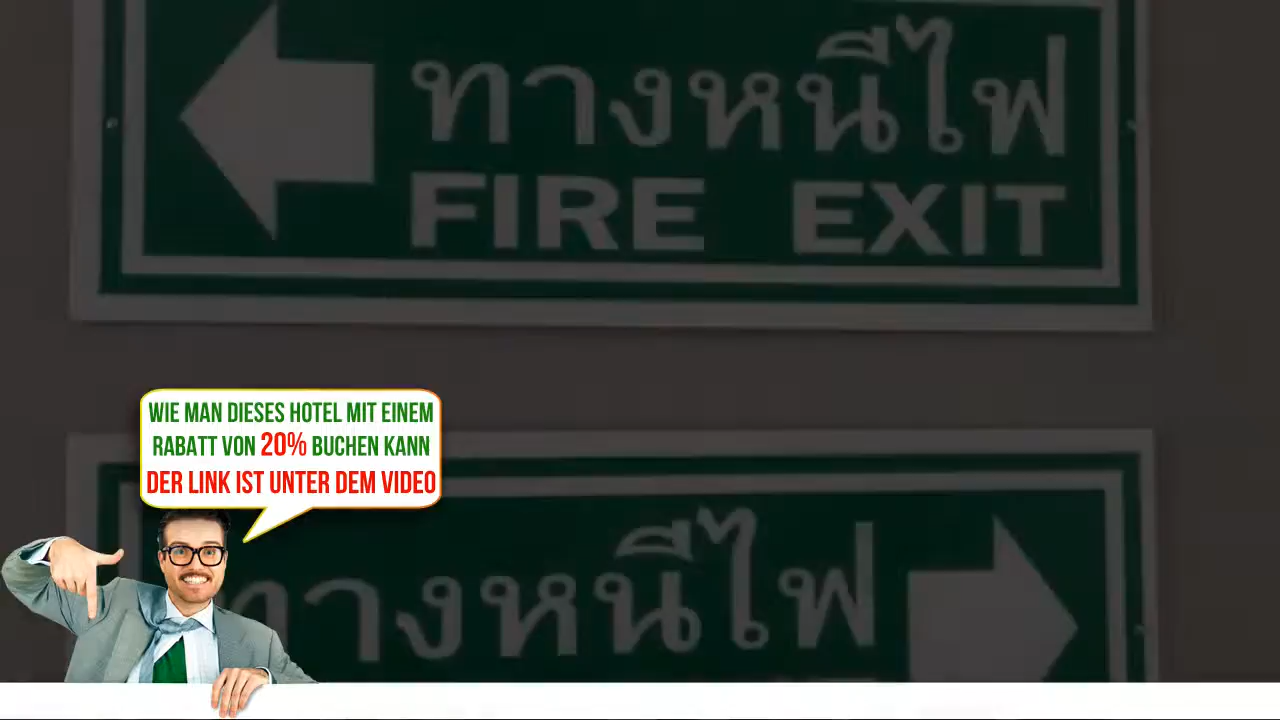 ทางหนีไฟ
FIRE EXIT
WIE MAN DIESES HOTEL MIT EINEM
RABATT VON 20% BUCHEN KANN
DER LINK IST UNTER DEM VIDEO
ทางหนีไฟ